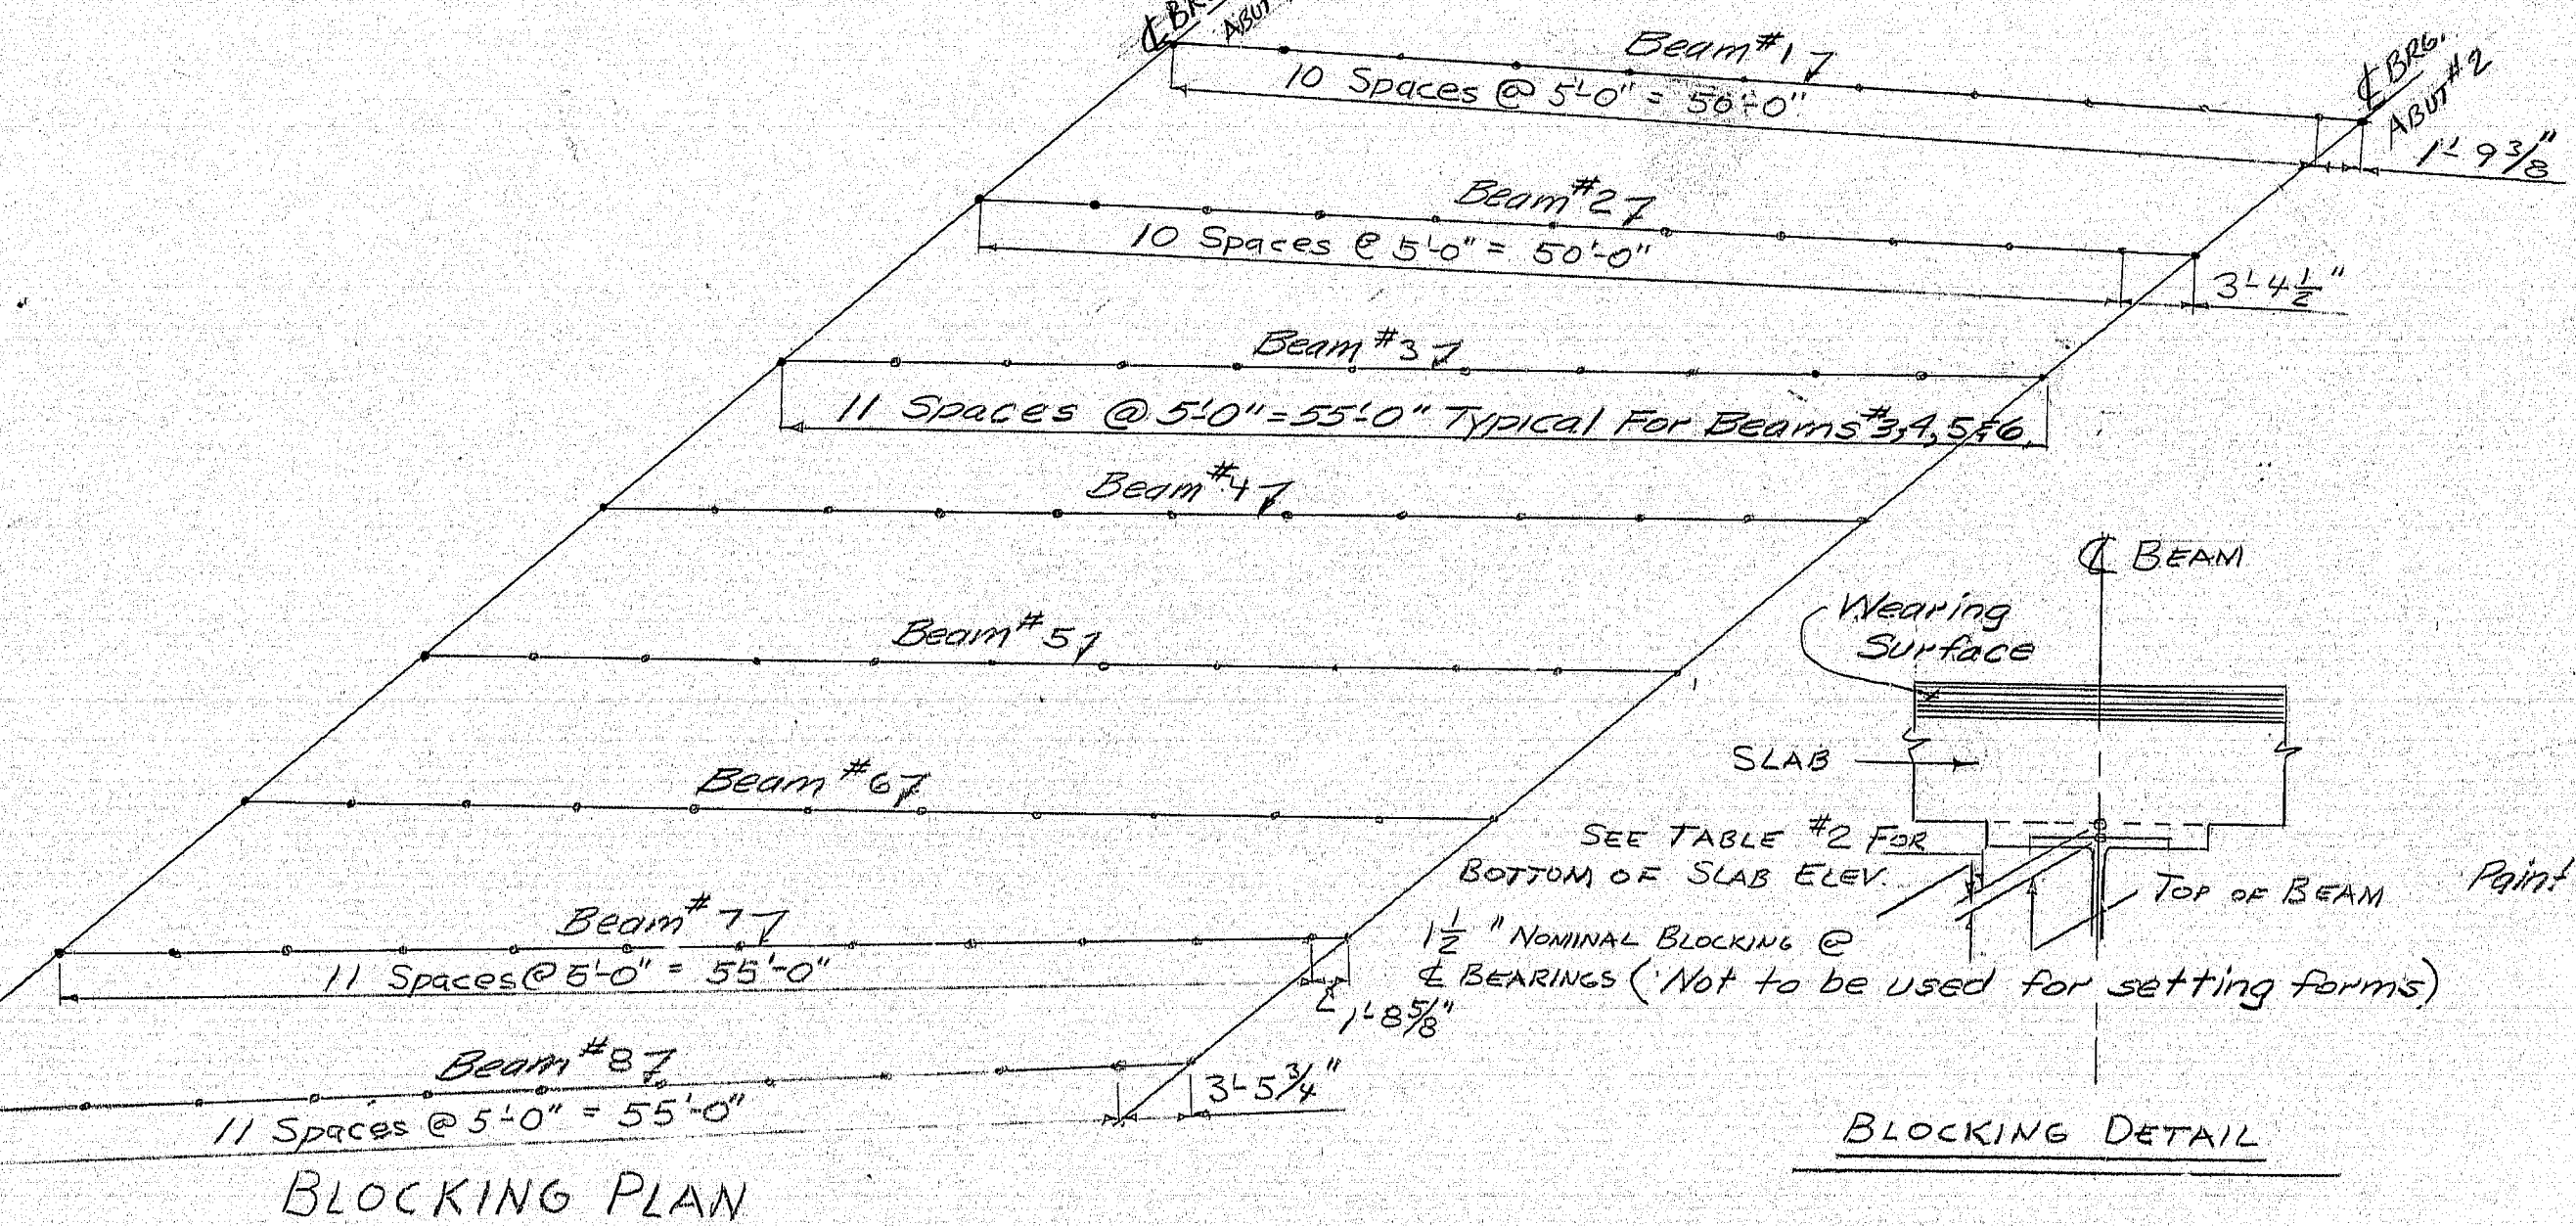 ℄ BRG.
ABUT
Beam #1
10 Spaces @ 5'-0" = 50'-0"
℄ BRG.
ABUT #2
1'-9 3/8"
Beam #2
10 Spaces @ 5'-0" = 50'-0"
3'-4 1/2"
Beam #3
11 Spaces @ 5'-0" = 55'-0" Typical For Beams #3,4,5&6
Beam #4
Beam #5
Beam #6
Beam #7
11 Spaces @ 5'-0" = 55'-0"
1'-8 5/8"
Beam #8
11 Spaces @ 5'-0" = 55'-0"
3'-5 3/4"
BLOCKING PLAN
℄ BEAM
Wearing
Surface
SLAB
SEE TABLE #2 FOR
BOTTOM OF SLAB ELEV.
TOP OF BEAM
1 1/2" NOMINAL BLOCKING @
℄ BEARINGS (Not to be used for setting forms)
BLOCKING DETAIL
Paint